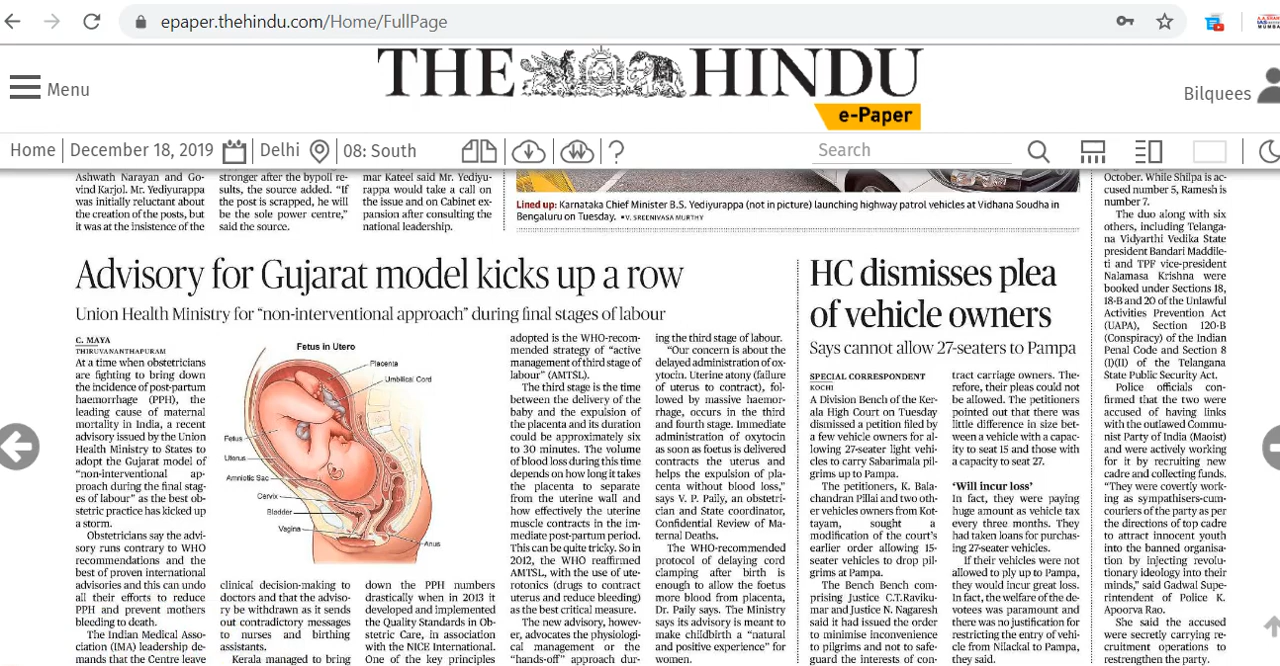 epaper.thehindu.com/Home/FullPage
THE HINDU
e-Paper
Menu
Bilquees
Home
December 18, 2019
Delhi
08: South
?
Search
Ashwath Narayan and Go-
vind Karjol. Mr. Yediyurappa
was initially reluctant about
the creation of the posts, but
it was at the insistence of the
stronger after the bypoll re-
sults, the source added. “If
the post is scrapped, he will
be the sole power centre,”
said the source.
mar Kateel said Mr. Yediyu-
rappa would take a call on
the issue and on Cabinet ex-
pansion after consulting the
national leadership.
Lined up: Karnataka Chief Minister B.S. Yediyurappa (not in picture) launching highway patrol vehicles at Vidhana Soudha in
Bengaluru on Tuesday. •V. SREENIVASA MURTHY
Advisory for Gujarat model kicks up a row
Union Health Ministry for “non-interventional approach” during final stages of labour
C. MAYA
THIRUVANANTHAPURAM
At a time when obstetricians
are fighting to bring down
the incidence of post-partum
haemorrhage (PPH), the
leading cause of maternal
mortality in India, a recent
advisory issued by the Union
Health Ministry to States to
adopt the Gujarat model of
“non-interventional ap-
proach during the final stag-
es of labour” as the best ob-
stetric practice has kicked up
a storm.
Obstetricians say the advi-
sory runs contrary to WHO
recommendations and the
best of proven international
advisories and this can undo
all their efforts to reduce
PPH and prevent mothers
bleeding to death.
The Indian Medical Asso-
ciation (IMA) leadership de-
mands that the Centre leave
Fetus in Utero
Placenta
Umbilical Cord
Fetus
Uterus
Amniotic Sac
Cervix
Bladder
Vagina
Anus
clinical decision-making to
doctors and that the adviso-
ry be withdrawn as it sends
out contradictory messages
to nurses and birthing
assistants.
Kerala managed to bring
down the PPH numbers
drastically when in 2013 it
developed and implemented
the Quality Standards in Ob-
stetric Care, in association
with the NICE International.
One of the key principles
adopted is the WHO-recom-
mended strategy of “active
management of third stage of
labour” (AMTSL).
The third stage is the time
between the delivery of the
baby and the expulsion of
the placenta and its duration
could be approximately six
to 30 minutes. The volume
of blood loss during this time
depends on how long it takes
the placenta to separate
from the uterine wall and
how effectively the uterine
muscle contracts in the im-
mediate post-partum period.
This can be quite tricky. So in
2012, the WHO reaffirmed
AMTSL, with the use of ute-
rotonics (drugs to contract
uterus and reduce bleeding)
as the best critical measure.
The new advisory, howev-
er, advocates the physiologi-
cal management or the
“hands-off” approach dur-
ing the third stage of labour.
“Our concern is about the
delayed administration of ox-
ytocin. Uterine atony (failure
of uterus to contract), fol-
lowed by massive haemor-
rhage, occurs in the third
and fourth stage. Immediate
administration of oxytocin
as soon as foetus is delivered
contracts the uterus and
helps the expulsion of pla-
centa without blood loss,”
says V. P. Paily, an obstetri-
cian and State coordinator,
Confidential Review of Ma-
ternal Deaths.
The WHO-recommended
protocol of delaying cord
clamping after birth is
enough to allow the foetus
more blood from placenta,
Dr. Paily says. The Ministry
says its advisory is meant to
make childbirth a “natural
and positive experience” for
women.
HC dismisses plea
of vehicle owners
Says cannot allow 27-seaters to Pampa
SPECIAL CORRESPONDENT
KOCHI
A Division Bench of the Ker-
ala High Court on Tuesday
dismissed a petition filed by
a few vehicle owners for al-
lowing 27-seater light vehi-
cles to carry Sabarimala pil-
grims up to Pampa.
The petitioners, K. Bala-
chandran Pillai and two oth-
er vehicles owners from Kot-
tayam, sought a
modification of the court’s
earlier order allowing 15-
seater vehicles to drop pil-
grims at Pampa.
The Bench Bench com-
prising Justice C.T.Raviku-
mar and Justice N. Nagaresh
said it had issued the order
to minimise inconvenience
to pilgrims and not to safe-
guard the interests of con-
tract carriage owners. The-
refore, their pleas could not
be allowed. The petitioners
pointed out that there was
little difference in size bet-
ween a vehicle with a capac-
ity to seat 15 and those with
a capacity to seat 27.
‘Will incur loss’
In fact, they were paying
huge amount as vehicle tax
every three months. They
had taken loans for purchas-
ing 27-seater vehicles.
If their vehicles were not
allowed to ply up to Pampa,
they would incur great loss.
In fact, the welfare of the de-
votees was paramount and
there was no justification for
restricting the entry of vehi-
cle from Nilackal to Pampa,
they said.
October. While Shilpa is ac-
cused number 5, Ramesh is
number 7.
The duo along with six
others, including Telanga-
na Vidyarthi Vedika State
president Bandari Maddile-
ti and TPF vice-president
Nalamasa Krishna were
booked under Sections 18,
18-B and 20 of the Unlawful
Activities Prevention Act
(UAPA), Section 120-B
(Conspiracy) of the Indian
Penal Code and Section 8
(I)(II) of the Telangana
State Public Security Act.
Police officials con-
firmed that the two were
accused of having links
with the outlawed Commu-
nist Party of India (Maoist)
and were actively working
for it by recruiting new
cadre and collecting funds.
“They were covertly work-
ing as sympathisers-cum-
couriers of the party as per
the directions of top cadre
to attract innocent youth
into the banned organisa-
tion by injecting revolu-
tionary ideology into their
minds,” said Gadwal Supe-
rintendent of Police K.
Apoorva Rao.
She said the accused
were secretly carrying re-
cruitment operations to
restrengthen the party.